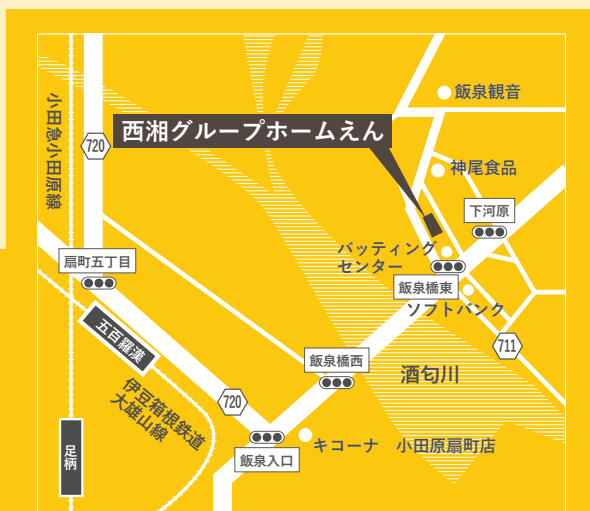 飯泉観音
小田急小田原線
720
西湘グループホームえん
神尾食品
下河原
バッティング
センター
扇町五丁目
飯泉橋東
ソフトバンク
五百羅漢
711
飯泉橋西
酒匂川
伊豆箱根鉄道
大雄山線
720
キコーナ 小田原扇町店
飯泉入口
足柄